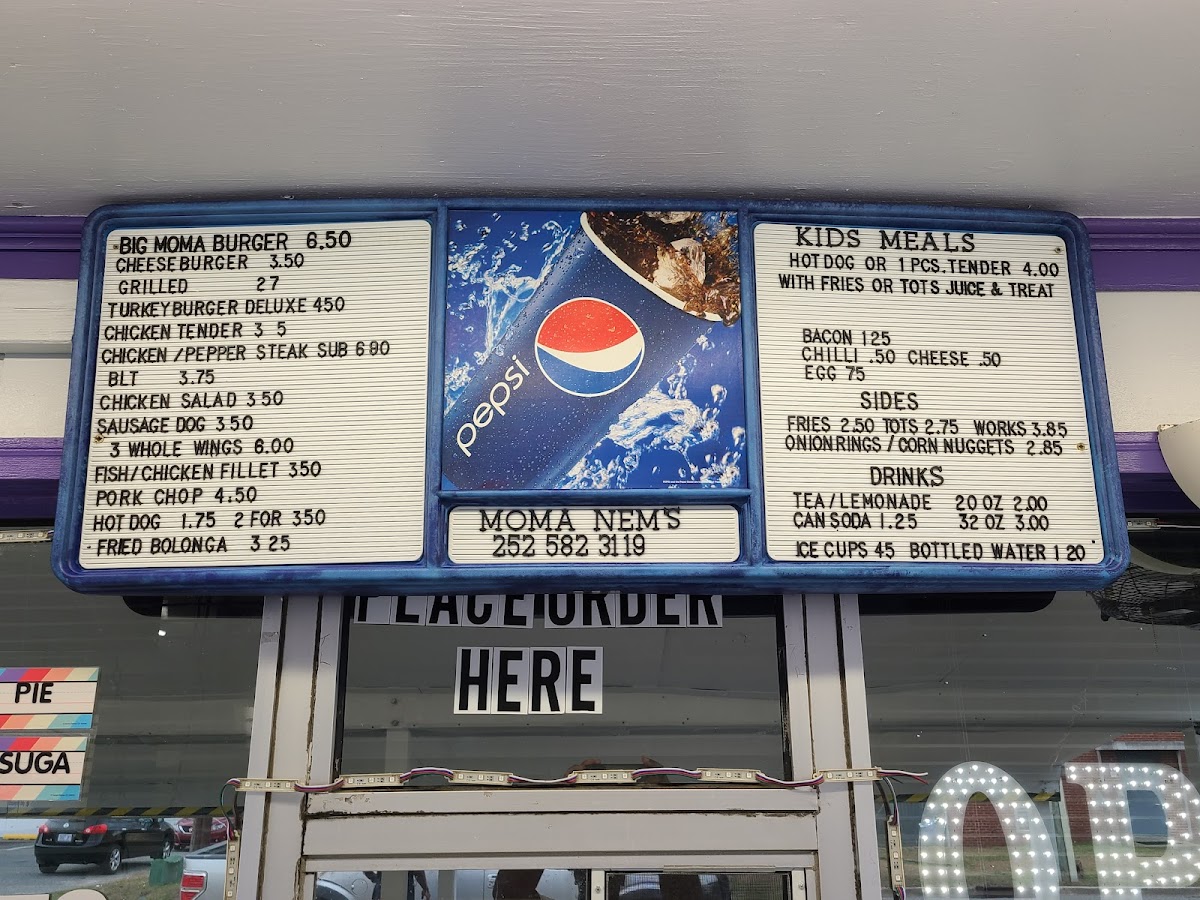 BIG MOMA BURGER 6.50
CHEESEBURGER 3.50
GRILLED 27
TURKEYBURGER DELUXE 450
CHICKEN TENDER 3 5
CHICKEN/PEPPER STEAK SUB 690
BLT 3.75
CHICKEN SALAD 350
SAUSAGE DOG 350
3 WHOLE WINGS 6.00
FISH/CHICKEN FILLET 350
PORK CHOP 4.50
HOT DOG 1.75 2 FOR 350
FRIED BOLONGA 3 25
pepsi
MOMA NEM'S
252 582 3119
KIDS MEALS
HOT DOG OR 1 PCS. TENDER 4.00
WITH FRIES OR TOTS JUICE & TREAT
BACON 125
CHILLI .50 CHEESE .50
EGG 75
SIDES
FRIES 2.50 TOTS 2.75 WORKS 3.85
ONION RINGS / CORN NUGGETS 2.85
DRINKS
TEA/LEMONADE 20 OZ 2.00
CAN SODA 1.25 32 OZ 3.00
ICE CUPS 45 BOTTLED WATER 1 20
PLACE ORDER
HERE
PIE
SUGA
OP